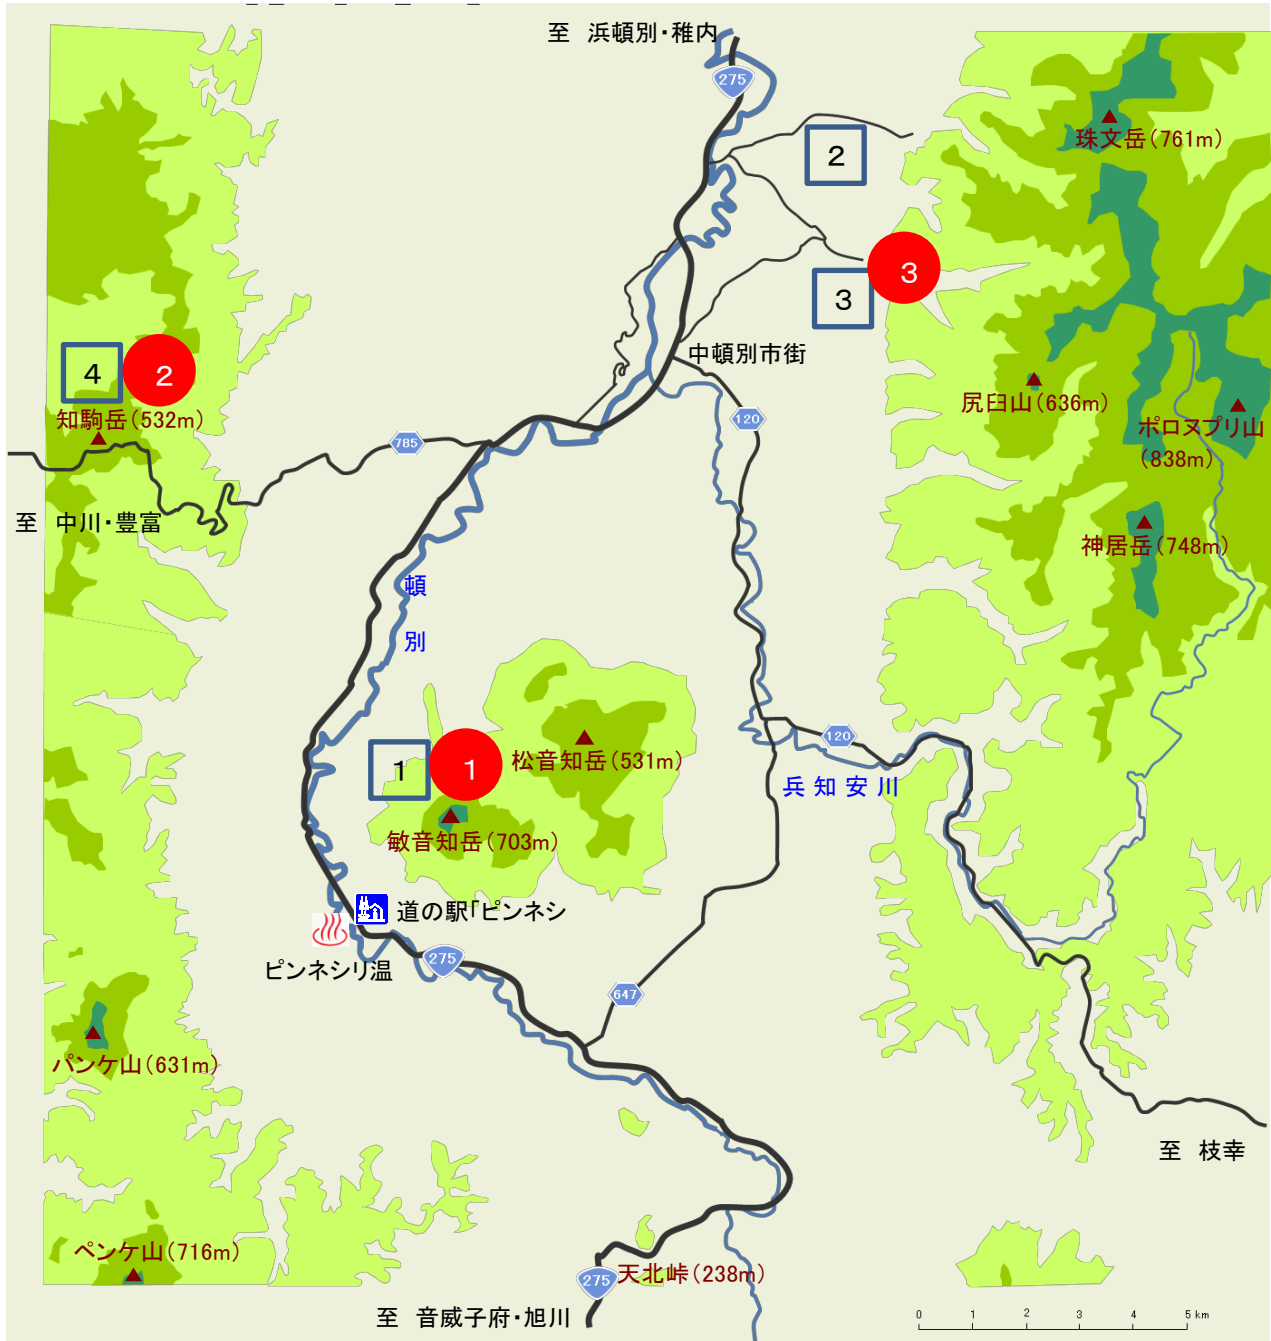 至 浜頓別・稚内
275
2
珠文岳(761m)
3
3
中頓別市街
4
2
知駒岳(532m)
尻臼山(636m)
ポロヌプリ山
(838m)
120
785
至 中川・豊富
神居岳(748m)
頓
別
1
1
松音知岳(531m)
120
兵知安川
敏音知岳(703m)
道の駅「ピンネシ
ピンネシリ温
275
647
パンケ山(631m)
至 枝幸
ペンケ山(716m)
275
天北峠(238m)
至 音威子府・旭川
0 1 2 3 4 5 km